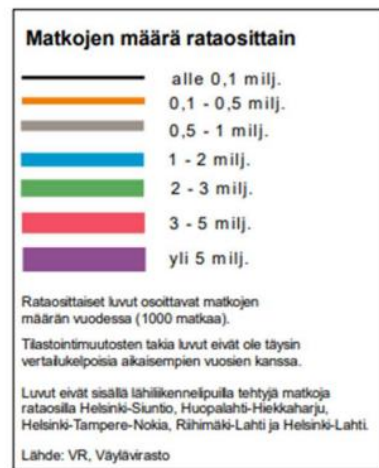 Matkojen määrä rataosittain
alle 0,1 milj.
0,1 - 0,5 milj.
0,5 - 1 milj.
1 - 2 milj.
2 - 3 milj.
3 - 5 milj.
yli 5 milj.
Rataosittaiset luvut osoittavat matkojen
määrän vuodessa (1000 matkaa).
Tilastointimuutosten takia luvut eivät ole täysin
vertailukelpoisia aikaisempien vuosien kanssa.
Luvut eivät sisällä lähiliikennelipuilla tehtyjä matkoja
rataosilla Helsinki-Siuntio, Huopalahti-Hiekkaharju,
Helsinki-Tampere-Nokia, Riihimäki-Lahti ja Helsinki-Lahti.
Lähde: VR, Väylävirasto